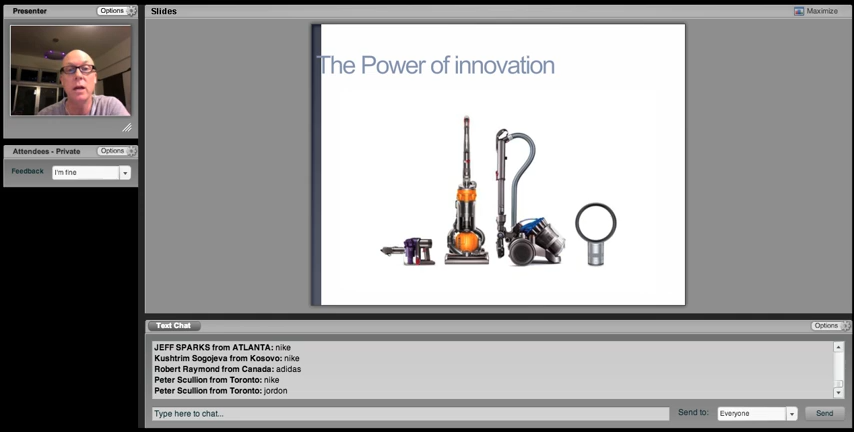 Presenter
Options
Slides
Maximize
The Power of innovation
Attendees - Private
Options
Feedback
I'm fine
Text Chat
Options
JEFF SPARKS from ATLANTA: nike
Kushtrim Sogojeva from Kosovo: nike
Robert Raymond from Canada: adidas
Peter Scullion from Toronto: nike
Peter Scullion from Toronto: jordon
Type here to chat...
Send to:
Everyone
Send